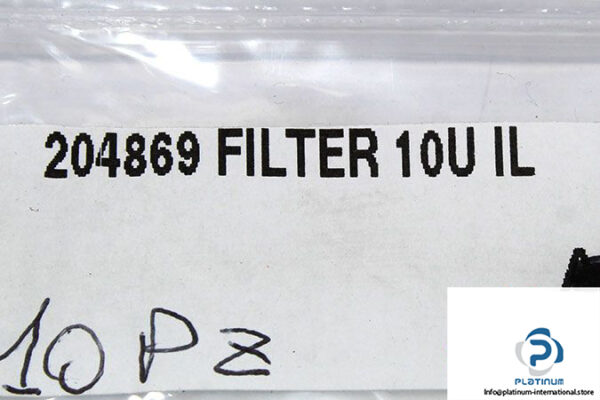 204869 FILTER 10U IL
10 PZ
PLATINUM
Info@platinum-international.store